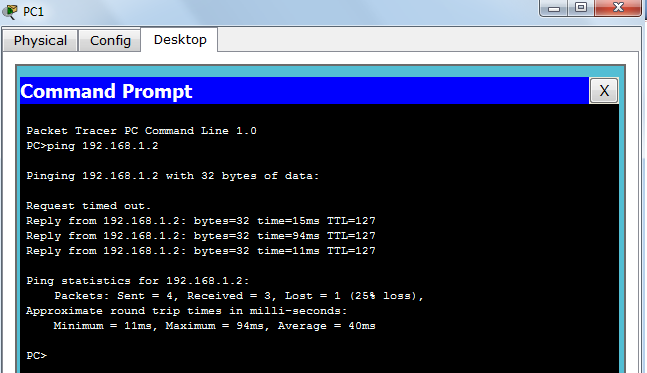 PC1
Physical Config Desktop
Command Prompt
X
Packet Tracer PC Command Line 1.0
PC>ping 192.168.1.2
Pinging 192.168.1.2 with 32 bytes of data:
Request timed out.
Reply from 192.168.1.2: bytes=32 time=15ms TTL=127
Reply from 192.168.1.2: bytes=32 time=94ms TTL=127
Reply from 192.168.1.2: bytes=32 time=11ms TTL=127
Ping statistics for 192.168.1.2:
Packets: Sent = 4, Received = 3, Lost = 1 (25% loss),
Approximate round trip times in milli-seconds:
Minimum = 11ms, Maximum = 94ms, Average = 40ms
PC>